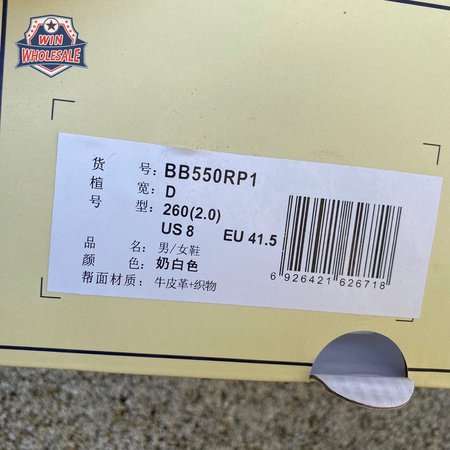 WIN
WHOLESALE
货 号: BB550RP1
楦 宽: D
号 型: 260(2.0)
US 8 EU 41.5
品 名: 男/女鞋
颜 色: 奶白色
帮面材质: 牛皮革+织物
6 926421 626718